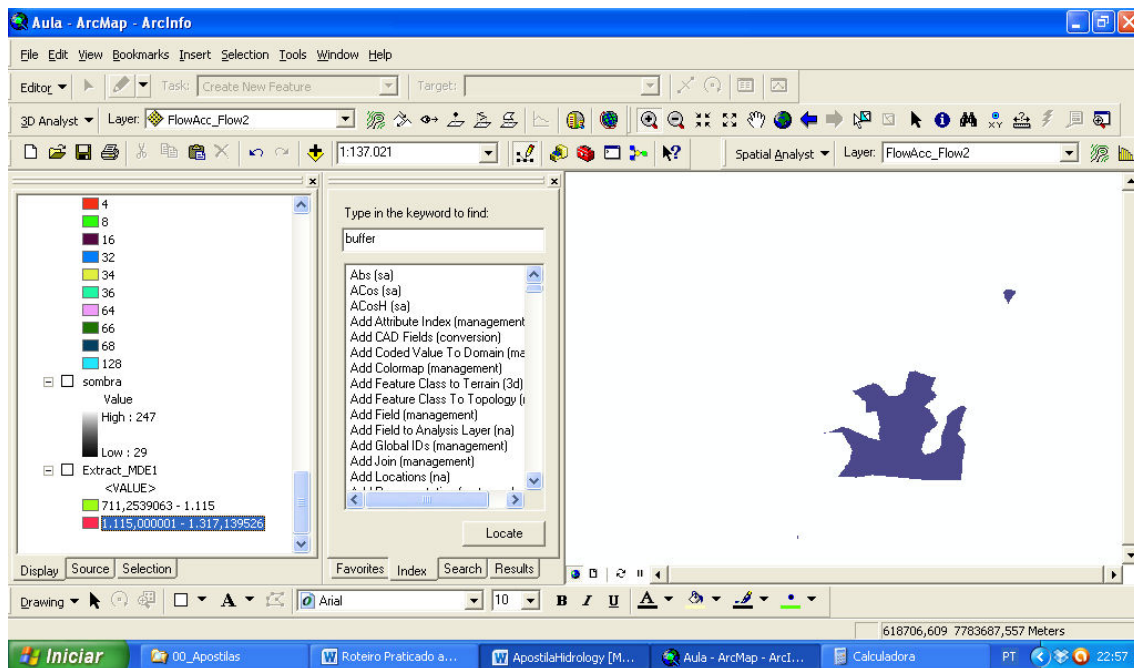 Aula - ArcMap - ArcInfo
File Edit View Bookmarks Insert Selection Tools Window Help
Editor Task: Create New Feature Target:
3D Analyst Layer: FlowAcc_Flow2
1:137.021 Spatial Analyst Layer: FlowAcc_Flow2
4
8
16
32
34
36
64
66
68
128
sombra
Value
High : 247
Low : 29
Extract_MDE1
<VALUE>
711,2539063 - 1.115
1.115,000001 - 1.317,139526
Display Source Selection
Type in the keyword to find:
buffer
Abs (sa)
ACos (sa)
ACosH (sa)
Add Attribute Index (management
Add CAD Fields (conversion)
Add Coded Value To Domain (ma
Add Colormap (management)
Add Feature Class to Terrain (3d)
Add Feature Class To Topology (
Add Field (management)
Add Field to Analysis Layer (na)
Add Global IDs (management)
Add Join (management)
Add Locations (na)
Locate
Favorites Index Search Results
Drawing A Arial 10 B I U A
618706,609 7783687,557 Meters
Iniciar 00_Apostilas Roteiro Praticado a... ApostilaHidrology [M... Aula - ArcMap - ArcI... Calculadora PT 22:57